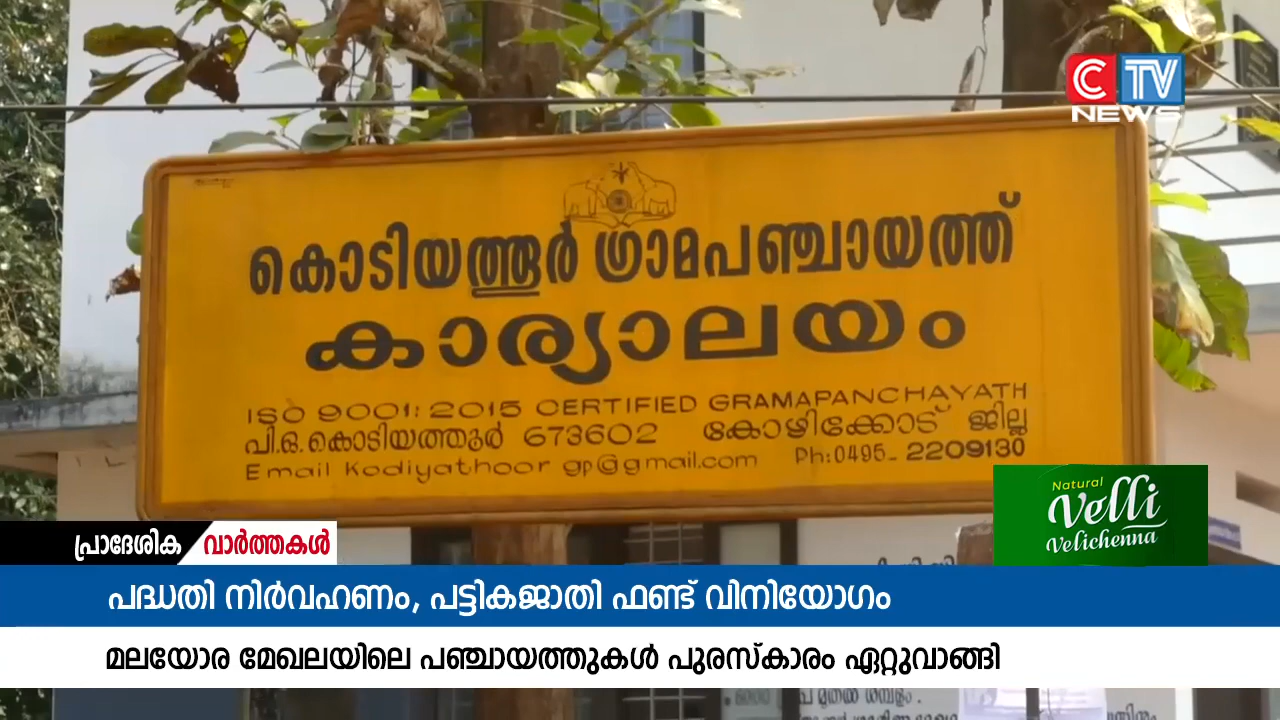 CTV
NEWS
കൊടിയത്തൂർ ഗ്രാമപഞ്ചായത്ത്
കാര്യാലയം
ISO 9001:2015 CERTIFIED GRAMAPANCHAYATH
പി.ഒ.കൊടിയത്തൂർ 673602 കോഴിക്കോട് ജില്ല
Email Kodiyathoor gp@gmail.com Ph:0495-2209130
Natural
Velli
Velichenna
പ്രാദേശിക വാർത്തകൾ
പദ്ധതി നിർവഹണം, പട്ടികജാതി ഫണ്ട് വിനിയോഗം
മലയോര മേഖലയിലെ പഞ്ചായത്തുകൾ പുരസ്കാരം ഏറ്റുവാങ്ങി